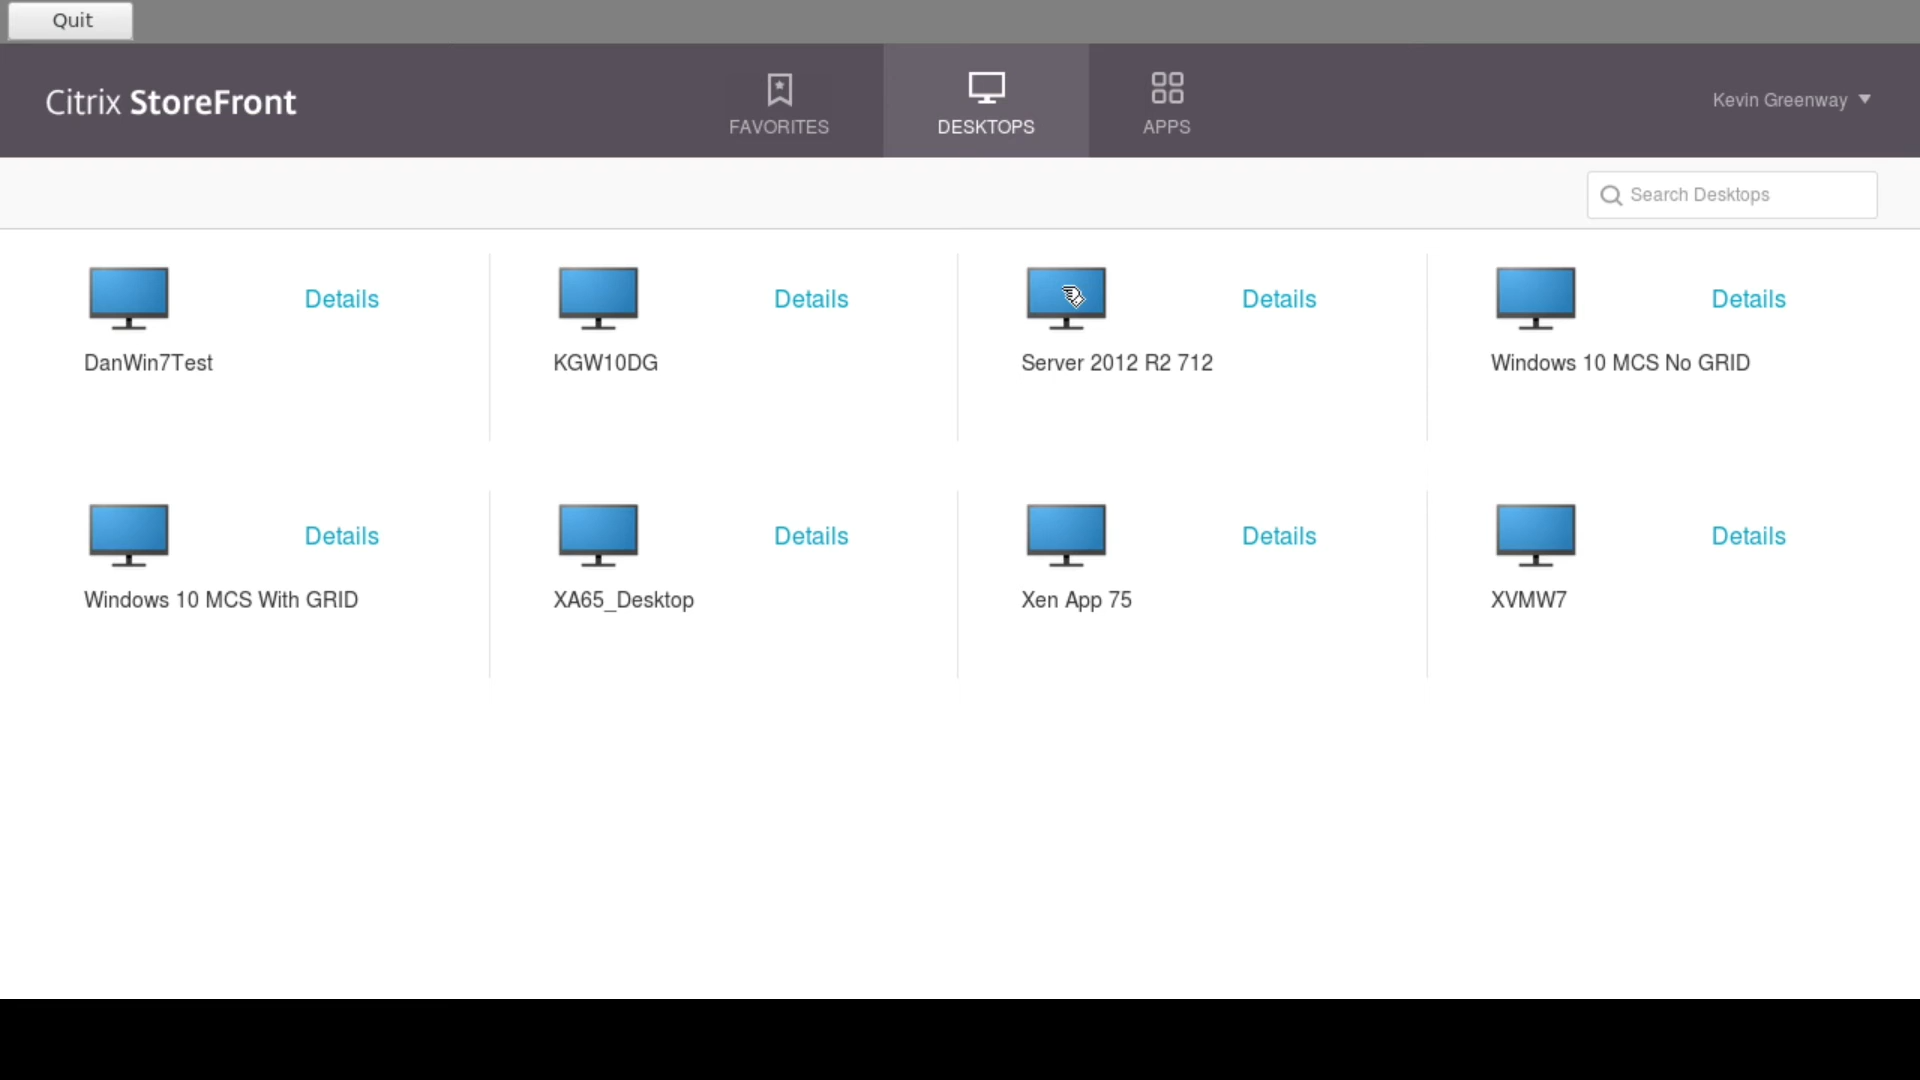 Quit
Citrix StoreFront
FAVORITES
DESKTOPS
APPS
Kevin Greenway
Search Desktops
Details
Details
Details
Details
DanWin7Test
KGW10DG
Server 2012 R2 712
Windows 10 MCS No GRID
Details
Details
Details
Details
Windows 10 MCS With GRID
XA65_Desktop
Xen App 75
XVMW7